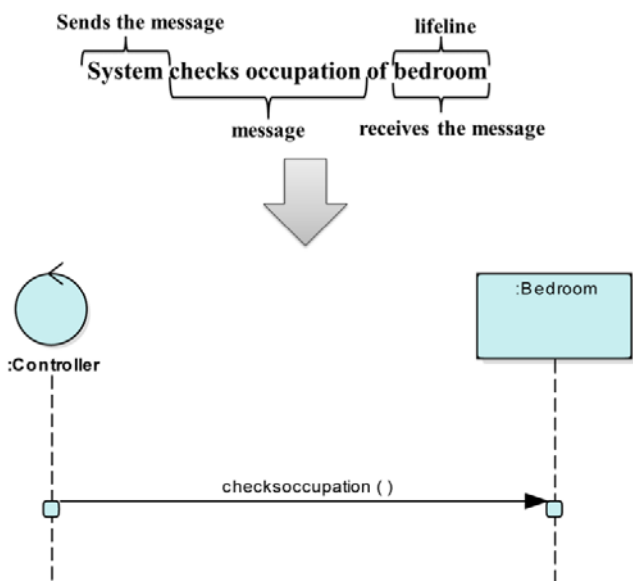 Sends the message
lifeline
System checks occupation of bedroom
message
receives the message
:Bedroom
:Controller
checksoccupation ( )